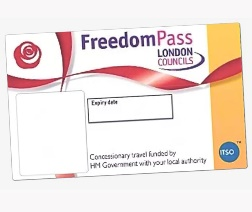 FreedomPass
LONDON
COUNCILS
Expiry date
Concessionary travel funded by
HM Government with your local authority
ITSO